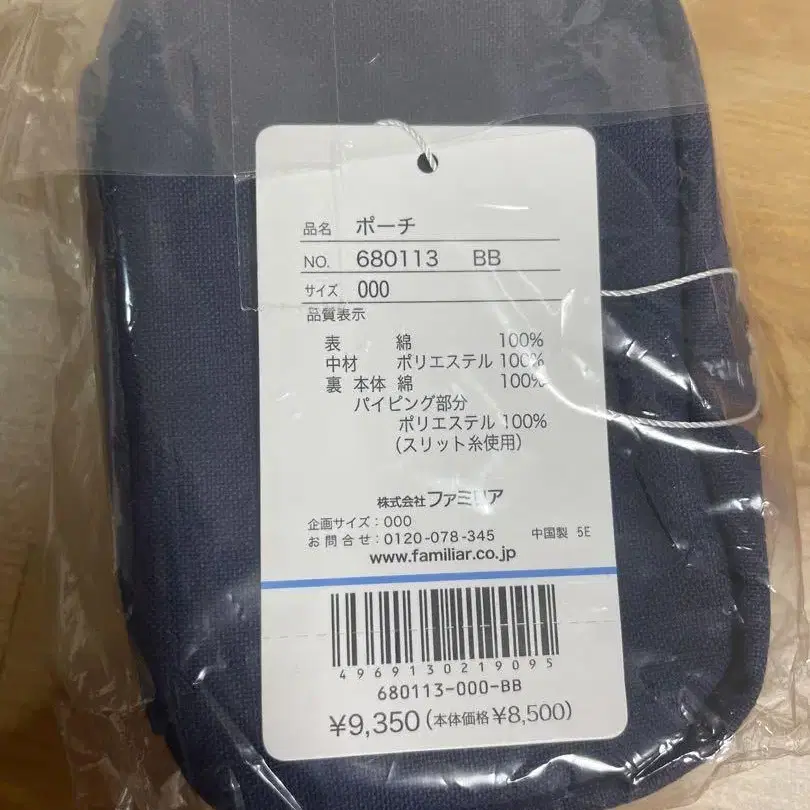 品名 ポーチ
NO. 680113 BB
サイズ 000
品質表示
表 綿 100%
中材 ポリエステル 100%
裏 本体 綿 100%
パイピング部分
ポリエステル 100%
(スリット糸使用)
株式会社ファミリア
企画サイズ:000
お問合せ:0120-078-345 中国製 5E
www.familiar.co.jp
4969130219095
680113-000-BB
¥9,350(本体価格¥8,500)